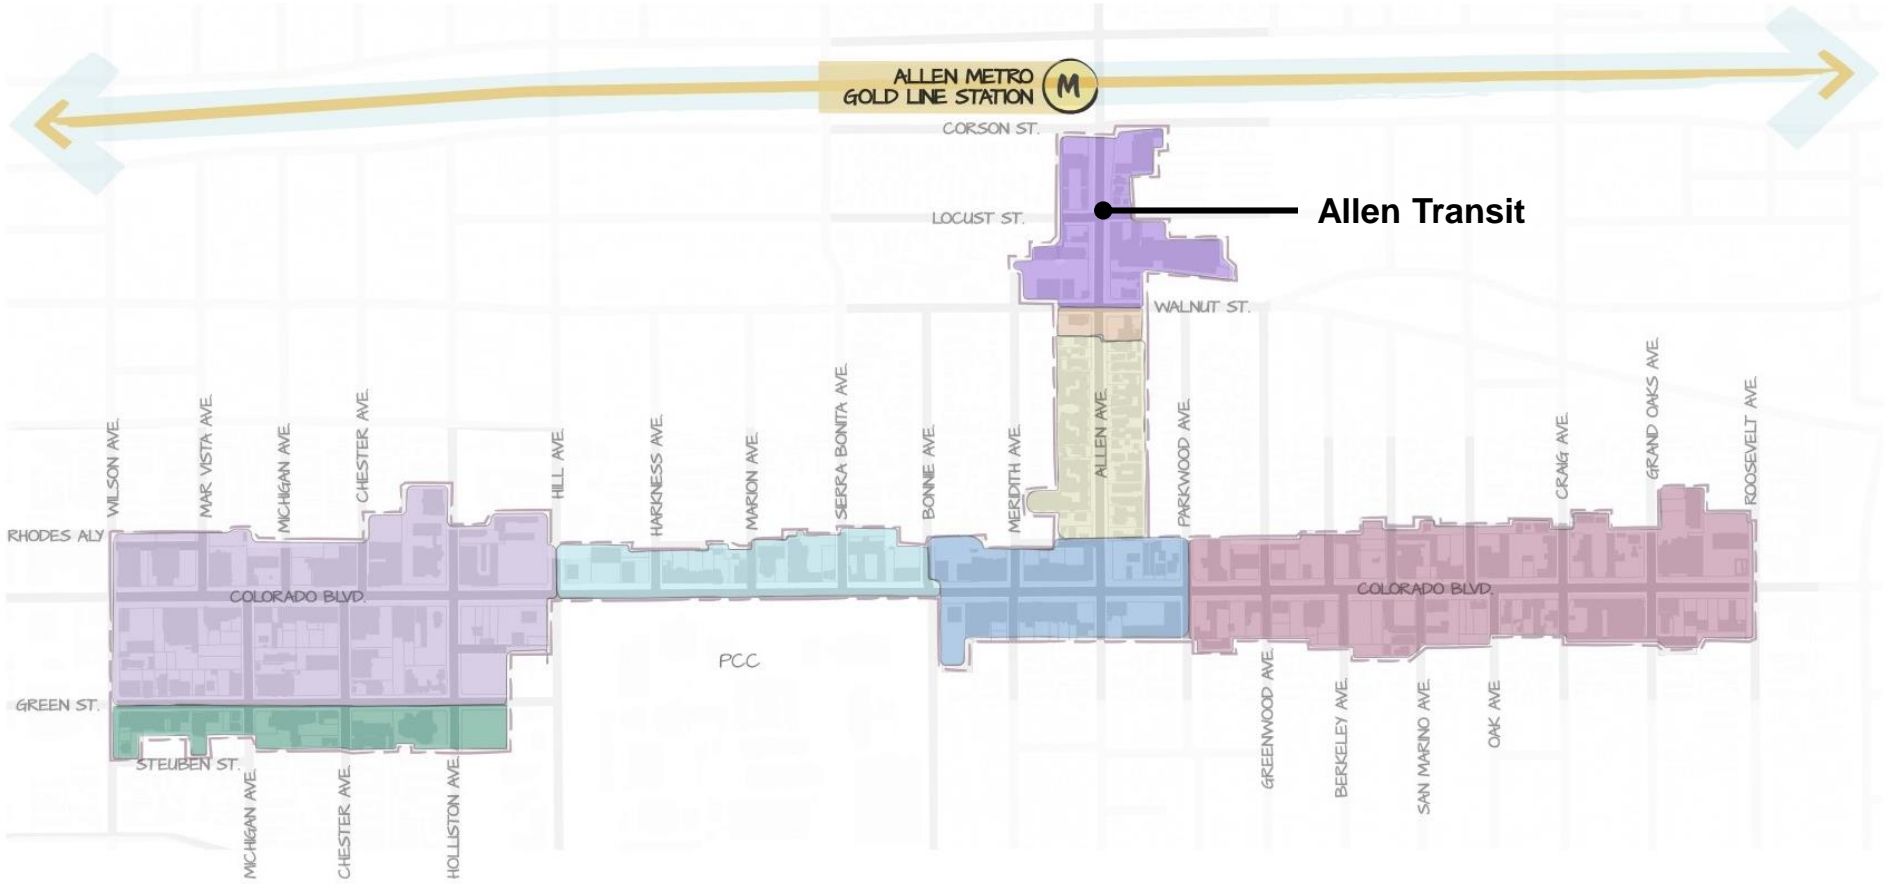 ALLEN METRO
GOLD LINE STATION
M
CORSON ST.
LOCUST ST.
Allen Transit
WALNUT ST.
WILSON AVE.
MAR VISTA AVE.
MICHIGAN AVE.
CHESTER AVE.
HILL AVE.
HARKNESS AVE.
MARION AVE.
SERRA BONITA AVE.
BONNIE AVE.
MERIDITH AVE.
ALLEN AVE.
PARKWOOD AVE.
CRAIG AVE.
GRAND OAKS AVE.
ROOSEVELT AVE.
RHODES ALY
COLORADO BLVD.
COLORADO BLVD.
PCC
GREEN ST.
STEUBEN ST.
MICHIGAN AVE.
CHESTER AVE.
HOLLISTON AVE.
GREENWOOD AVE.
BERKELEY AVE.
SAN MARINO AVE.
OAK AVE.